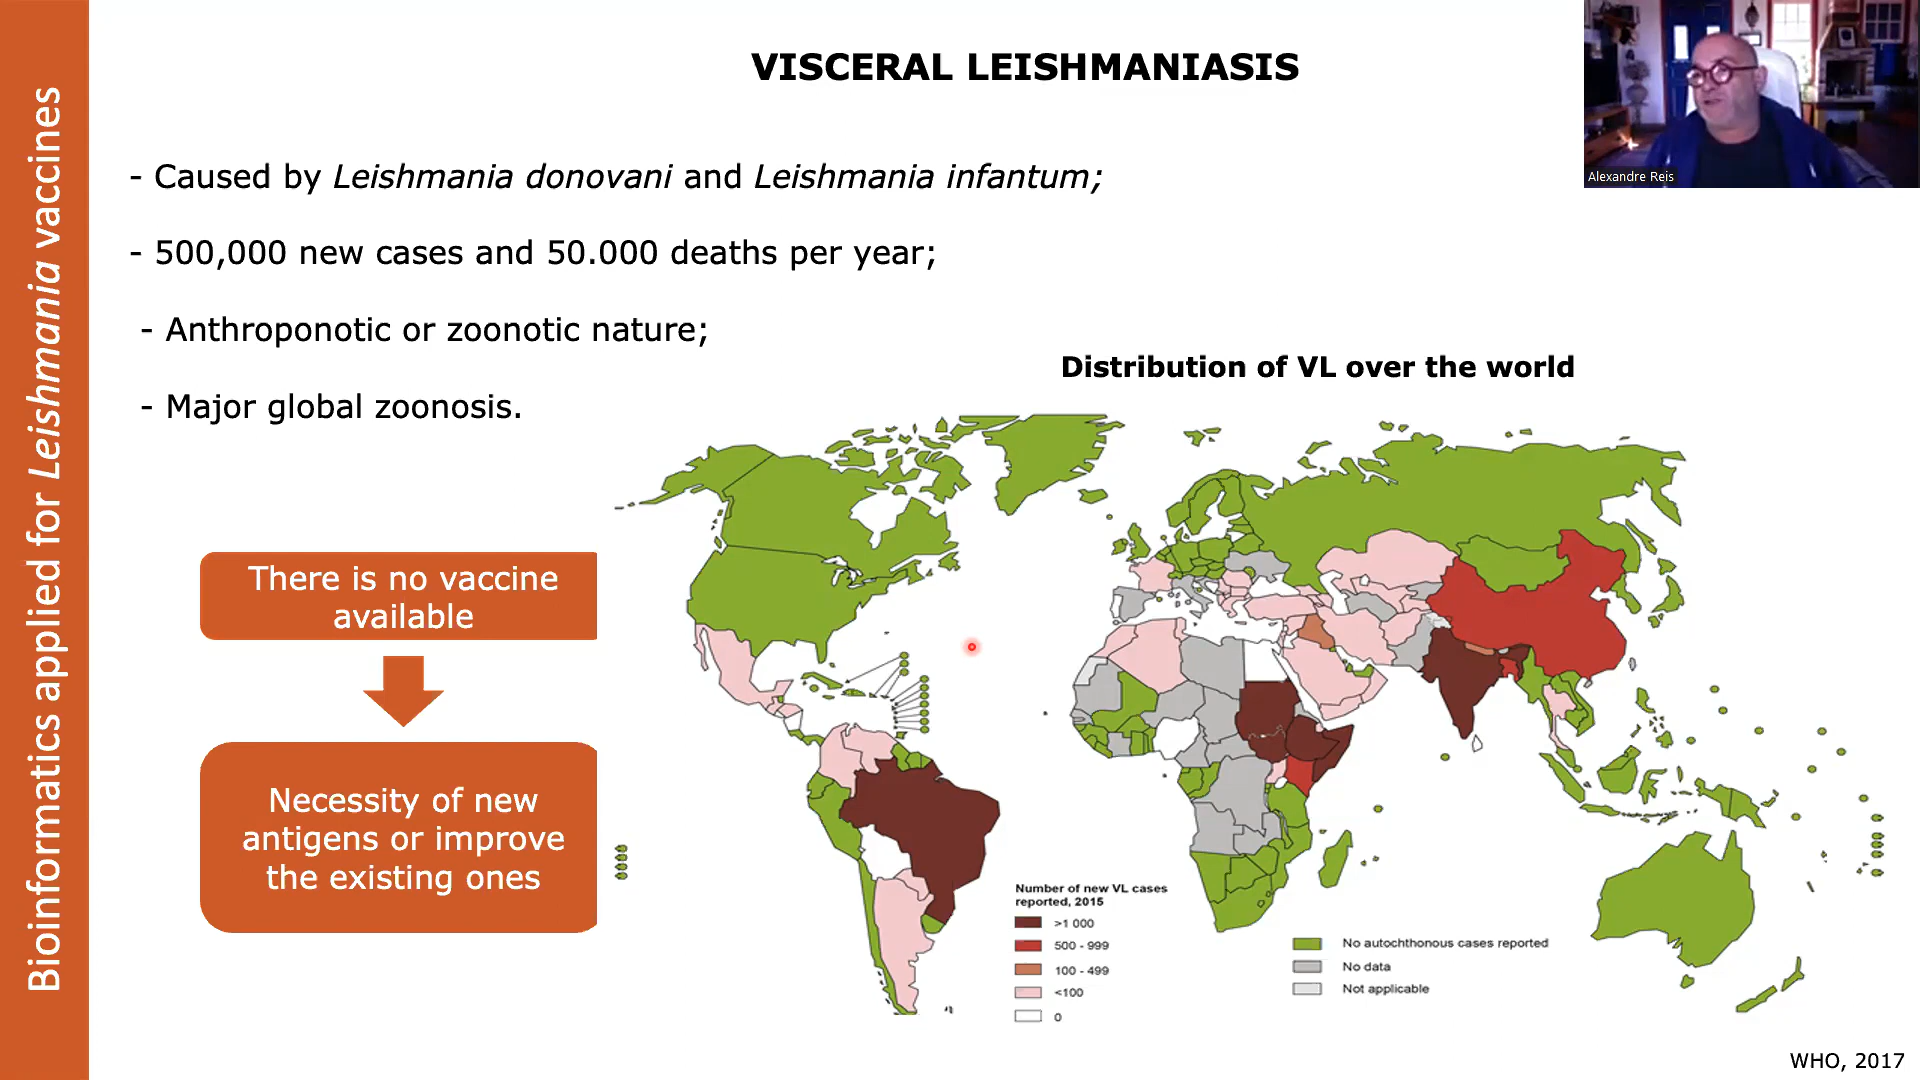 Bioinformatics applied for Leishmania vaccines
VISCERAL LEISHMANIASIS
Alexandre Reis
- Caused by Leishmania donovani and Leishmania infantum;
- 500,000 new cases and 50.000 deaths per year;
- Anthroponotic or zoonotic nature;
- Major global zoonosis.
There is no vaccine
available
Necessity of new
antigens or improve
the existing ones
Distribution of VL over the world
Number of new VL cases
reported, 2015
>1 000
500 - 999
100 - 499
<100
0
No autochthonous cases reported
No data
Not applicable
WHO, 2017